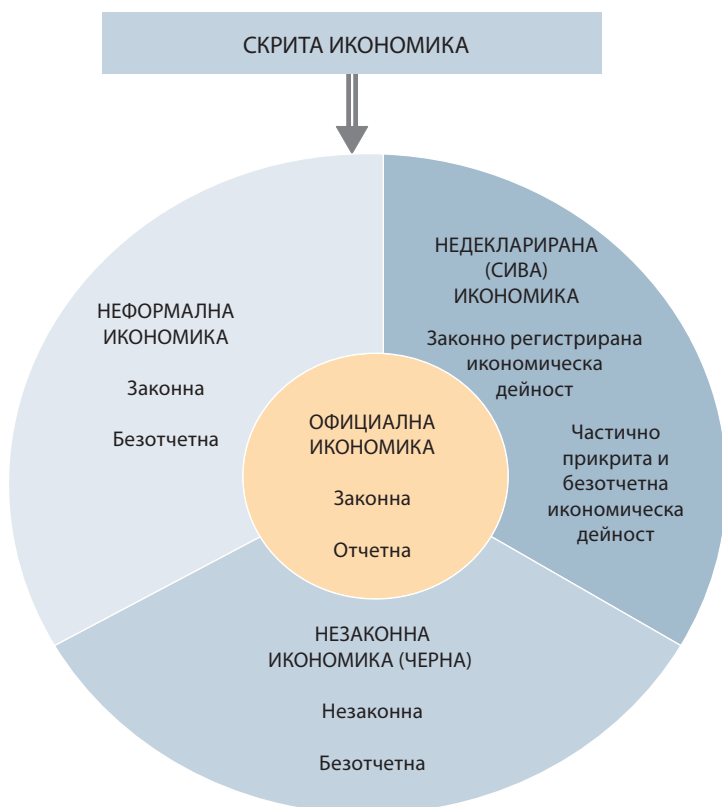 СКРИТА ИКОНОМИКА
НЕФОРМАЛНА
ИКОНОМИКА
Законна
Безотчетна
НЕДЕКЛАРИРАНА
(СИВА)
ИКОНОМИКА
Законно регистрирана
икономическа
дейност
Частично
прикрита и
безотчетна
икономическа
дейност
ОФИЦИАЛНА
ИКОНОМИКА
Законна
Отчетна
НЕЗАКОННА
ИКОНОМИКА (ЧЕРНА)
Незаконна
Безотчетна